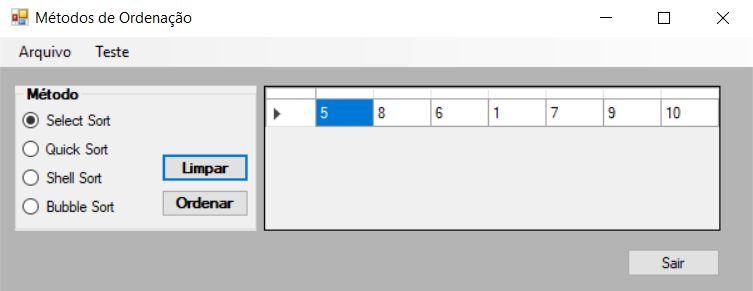 Métodos de Ordenação
Arquivo Teste
Método
Select Sort
Quick Sort
Shell Sort
Bubble Sort
Limpar
Ordenar
5 8 6 1 7 9 10
Sair